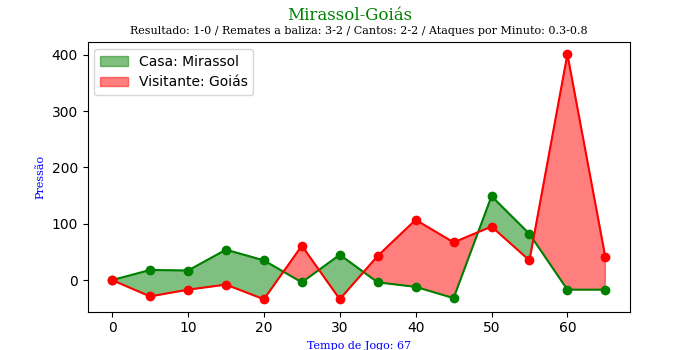 Mirassol-Goiás
Resultado: 1-0 / Remates a baliza: 3-2 / Cantos: 2-2 / Ataques por Minuto: 0.3-0.8
Casa: Mirassol
Visitante: Goiás
Pressão
400
300
200
100
0
0 10 20 30 40 50 60
Tempo de Jogo: 67